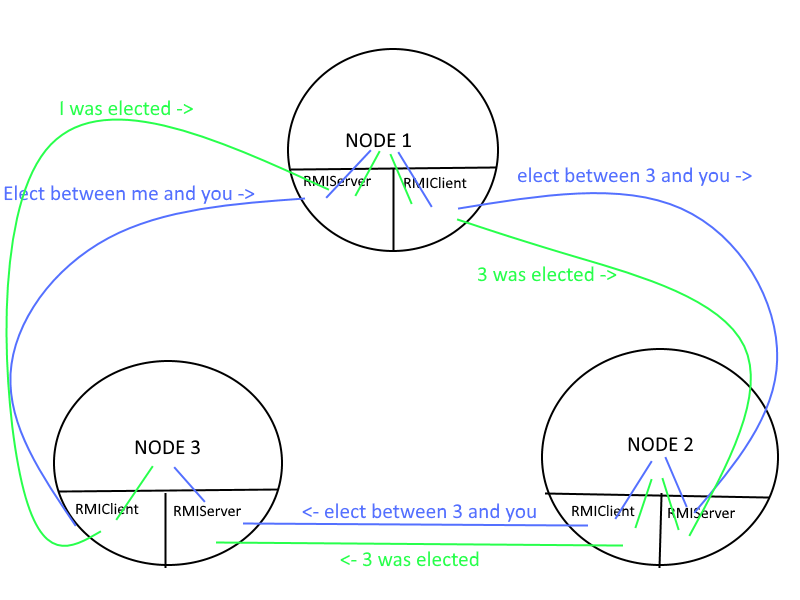 I was elected ->
NODE 1
RMIServer
RMIClient
Elect between me and you ->
elect between 3 and you ->
3 was elected ->
NODE 3
NODE 2
RMIClient
RMIServer
<- elect between 3 and you
RMIClient
RMIServer
<- 3 was elected